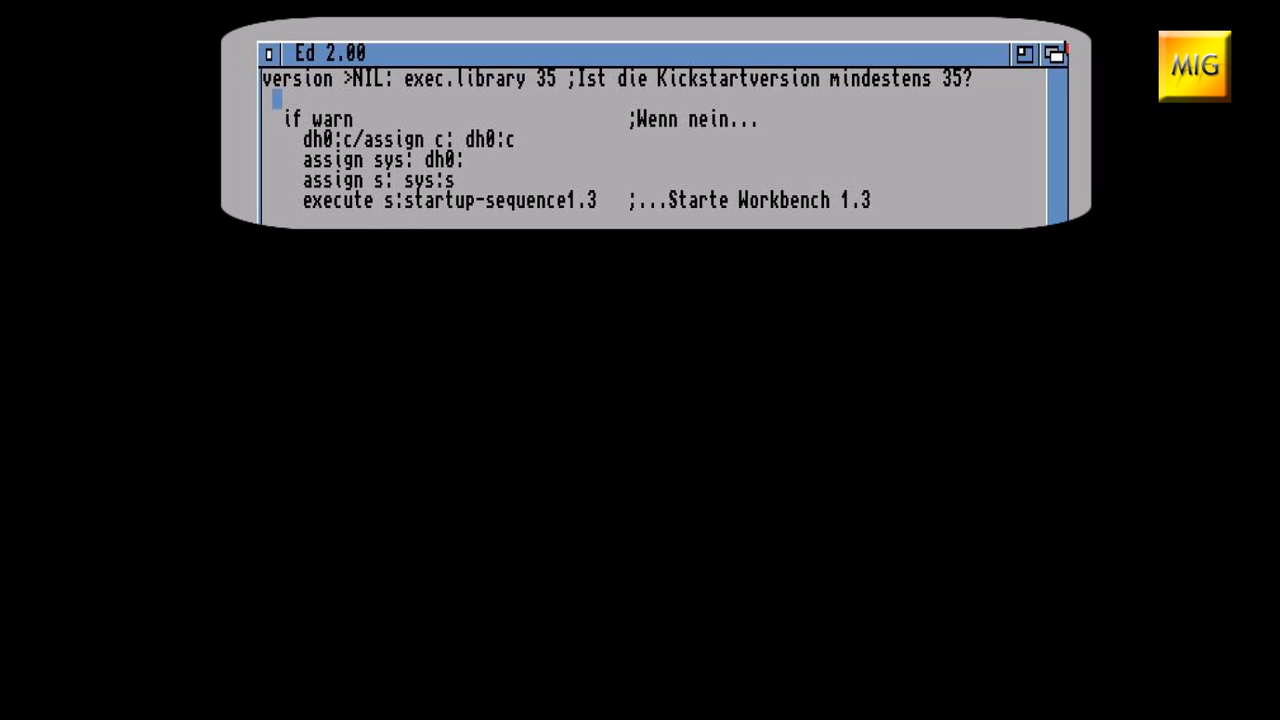 Ed 2.00
version >NIL: exec.library 35 ;Ist die Kickstartversion mindestens 35?
if warn ;Wenn nein...
dh0:c/assign c: dh0:c
assign sys: dh0:
assign s: sys:s
execute s:startup-sequence1.3 ;...Starte Workbench 1.3
MIG